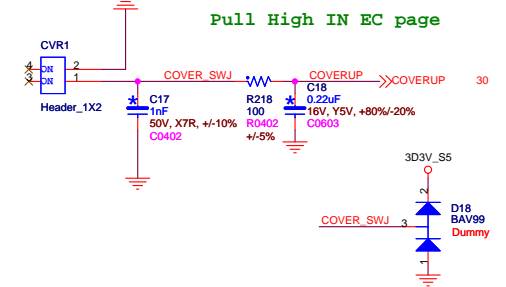 Pull High IN EC page
CVR1
4 ON 2
3 ON 1
Header_1X2
COVER_SWJ
COVERUP
COVERUP 30
C17
1nF
50V, X7R, +/-10%
C0402
R218
100
R0402
+/-5%
C18
0.22uF
16V, Y5V, +80%/-20%
C0603
3D3V_S5
2
COVER_SWJ
3
1
D18
BAV99
Dummy